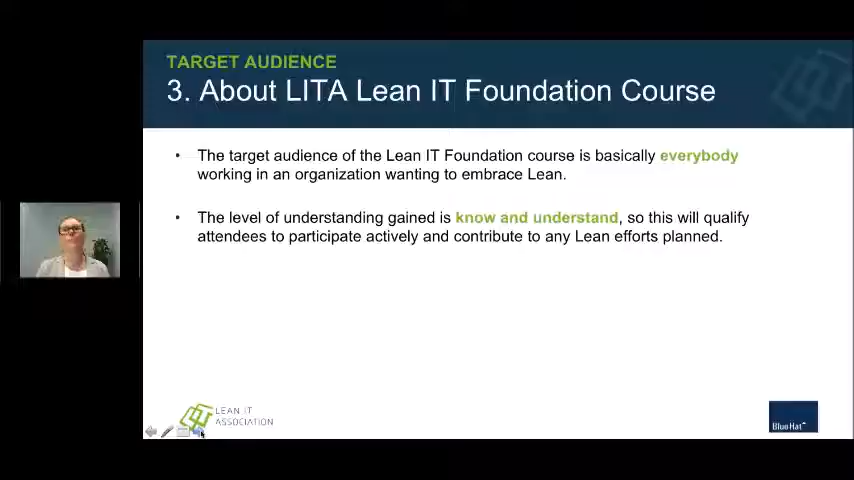 TARGET AUDIENCE
3. About LITA Lean IT Foundation Course
• The target audience of the Lean IT Foundation course is basically everybody
working in an organization wanting to embrace Lean.
• The level of understanding gained is know and understand, so this will qualify
attendees to participate actively and contribute to any Lean efforts planned.
LEAN IT
ASSOCIATION
BlueHat